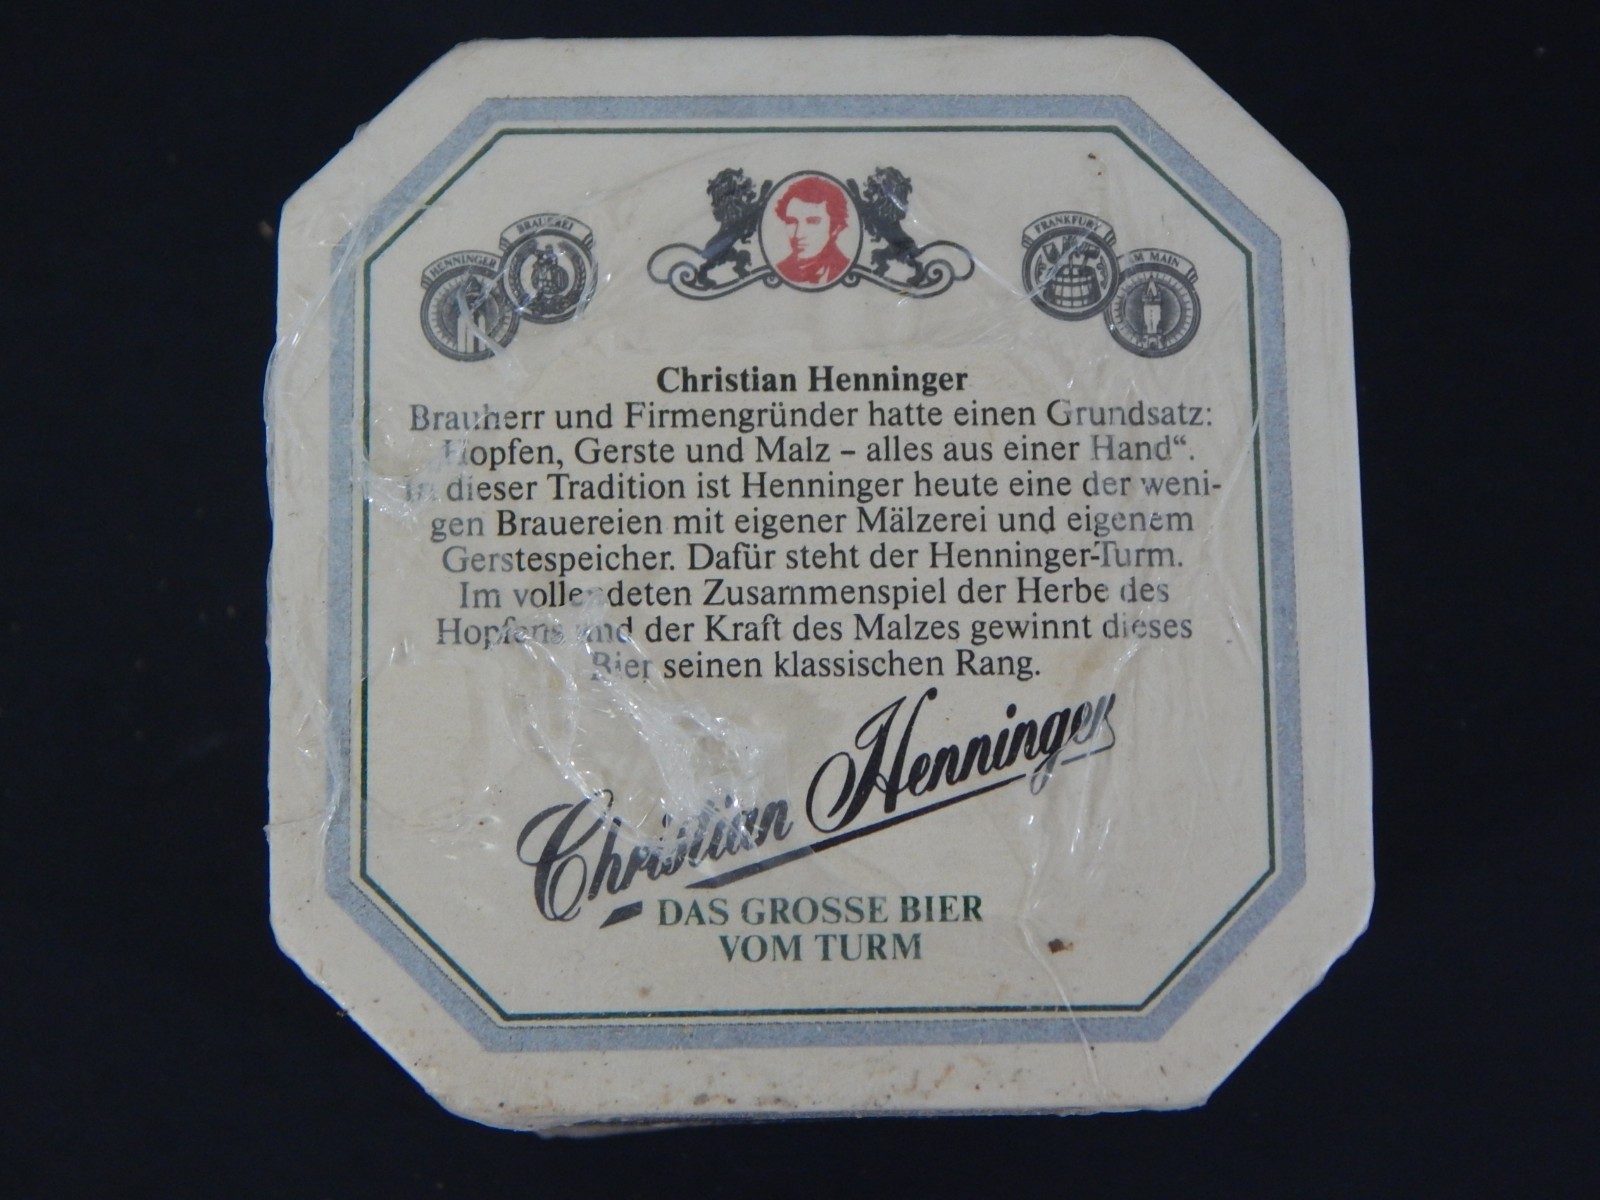 HENNINGER
BRAUEREI
FRANKFURT
AM MAIN
Christian Henninger
Brauherr und Firmengründer hatte einen Grundsatz:
„Hopfen, Gerste und Malz – alles aus einer Hand“.
In dieser Tradition ist Henninger heute eine der weni-
gen Brauereien mit eigener Mälzerei und eigenem
Gerstespeicher. Dafür steht der Henninger-Turm.
Im vollendeten Zusammenspiel der Herbe des
Hopfens und der Kraft des Malzes gewinnt dieses
Bier seinen klassischen Rang.
Christian Henninger
DAS GROSSE BIER
VOM TURM